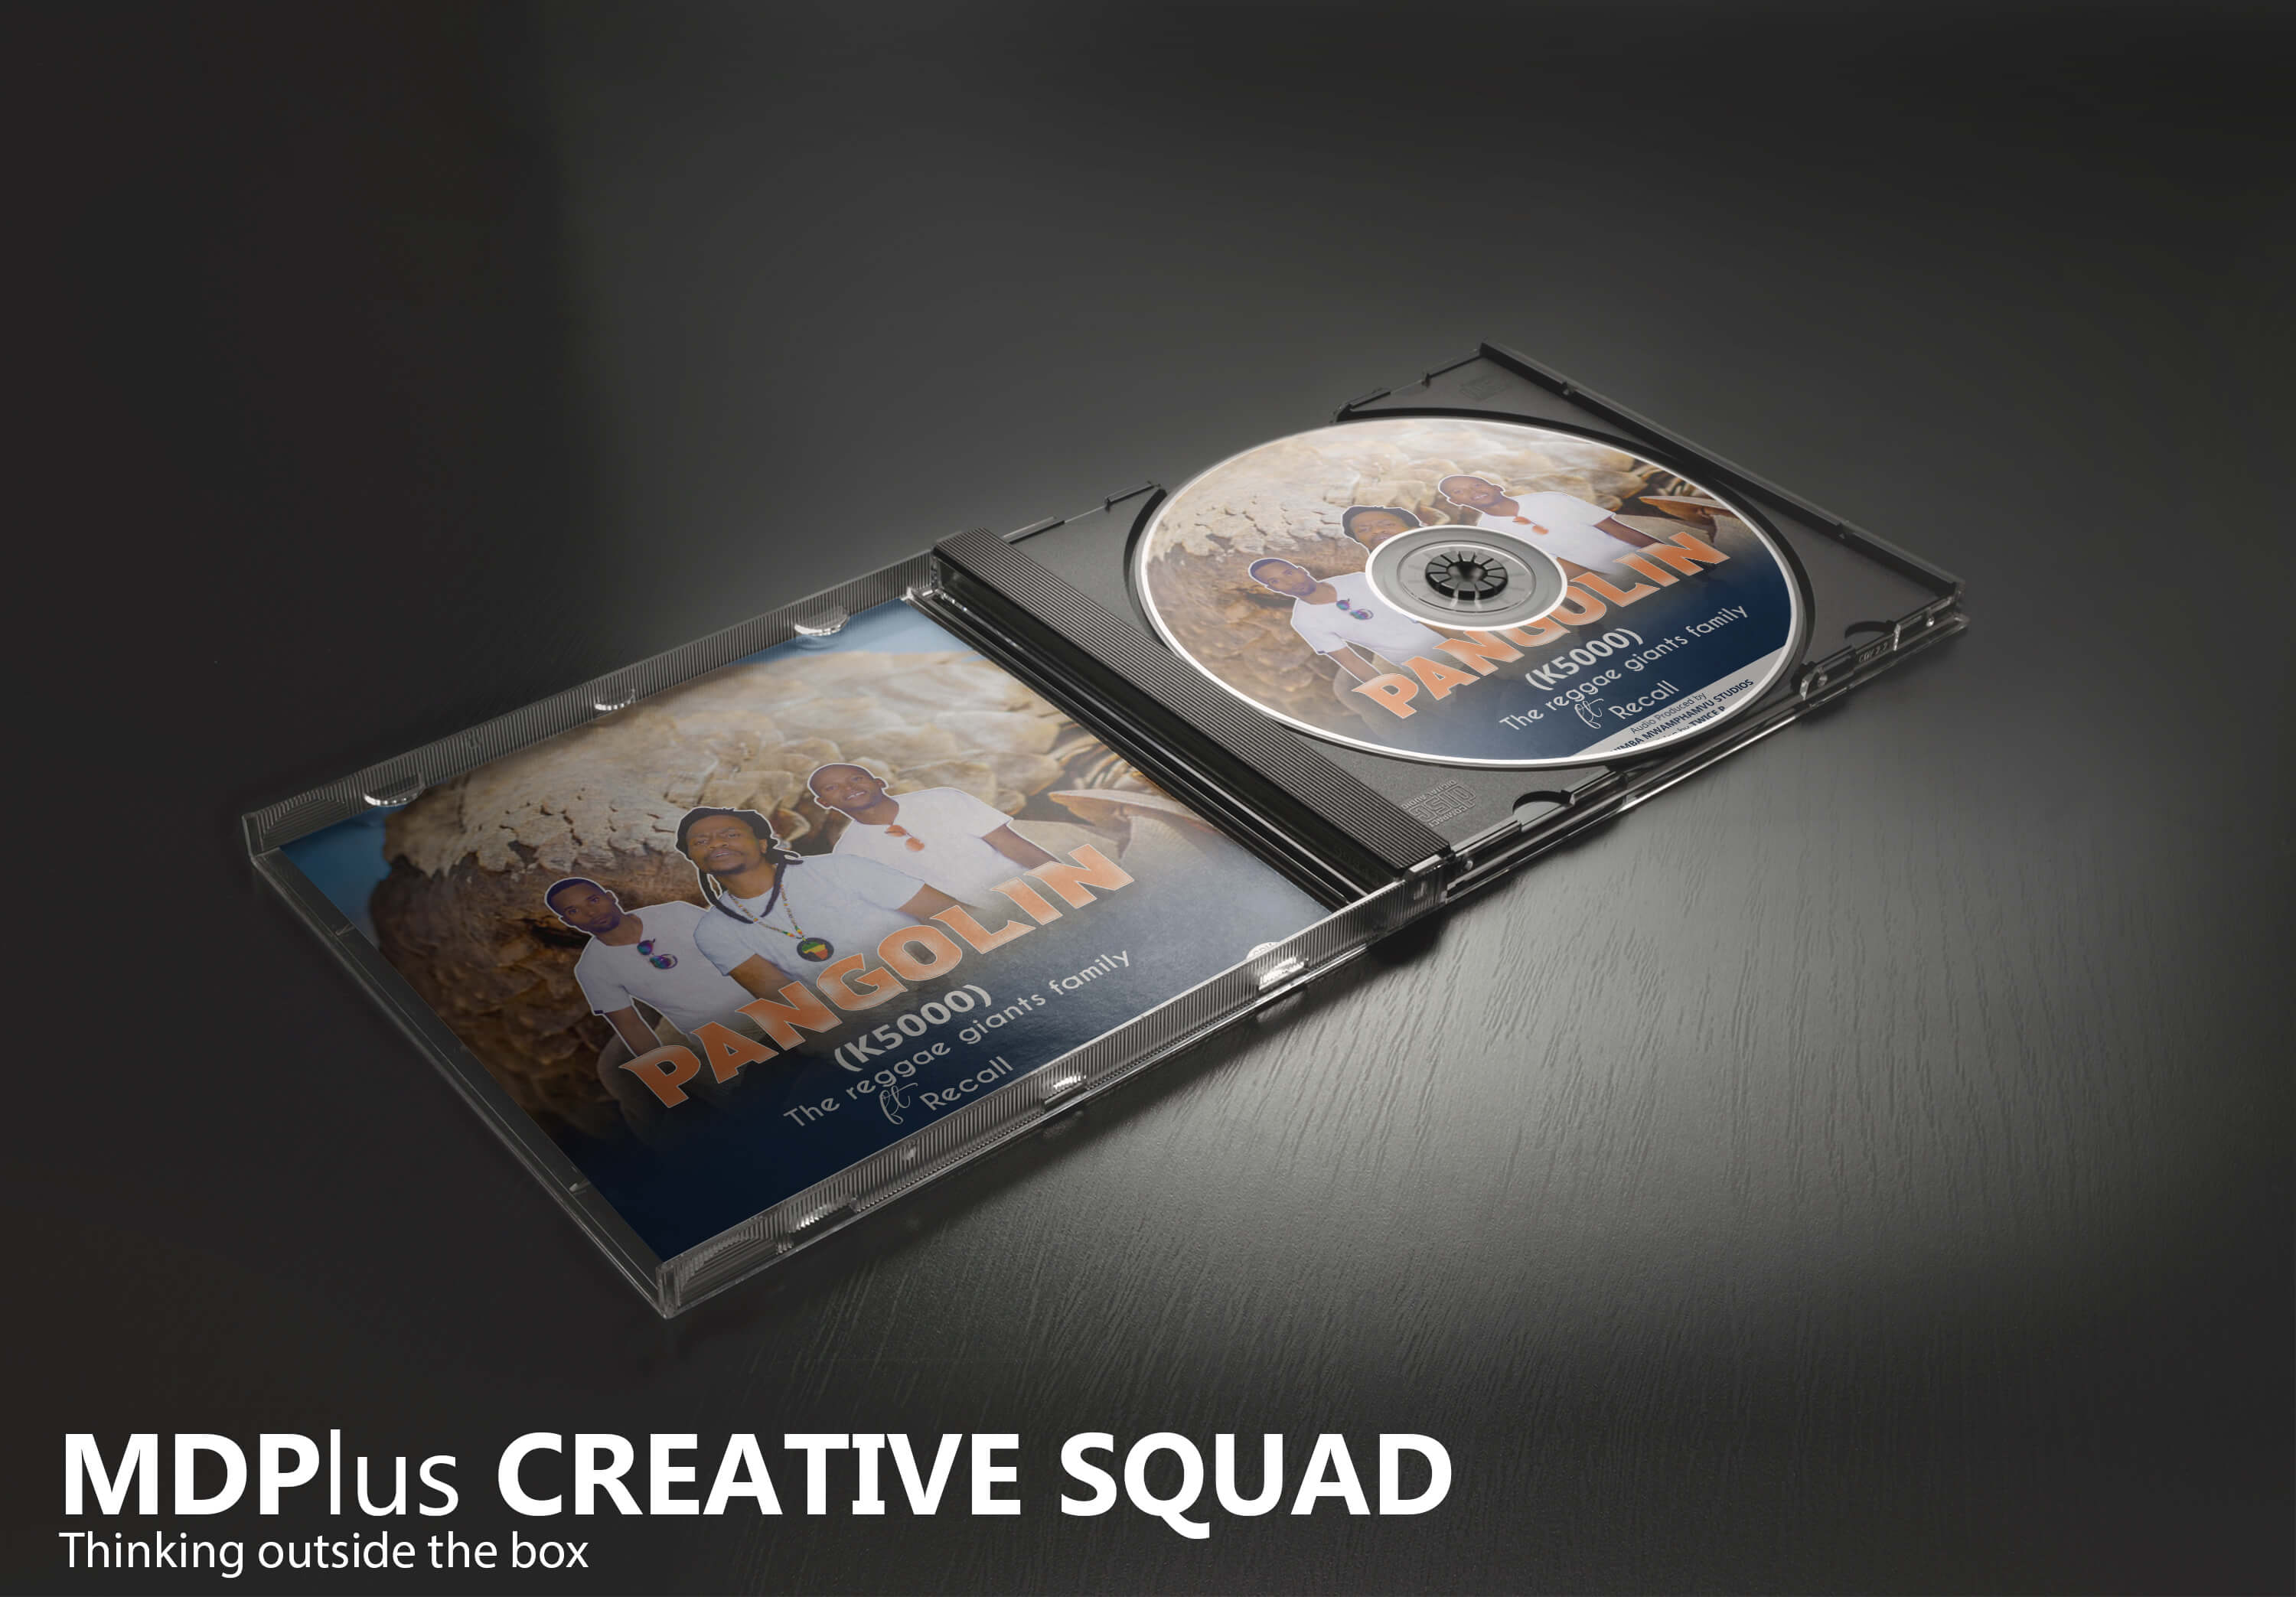 PANGOLIN
(K5000)
The reggae giants family
ft Recall
PANGOLIN
(K5000)
The reggae giants family
ft Recall
Audio Produced by
MWAMPHAMVU STUDIOS
TWICE P
MDPlus CREATIVE SQUAD
Thinking outside the box